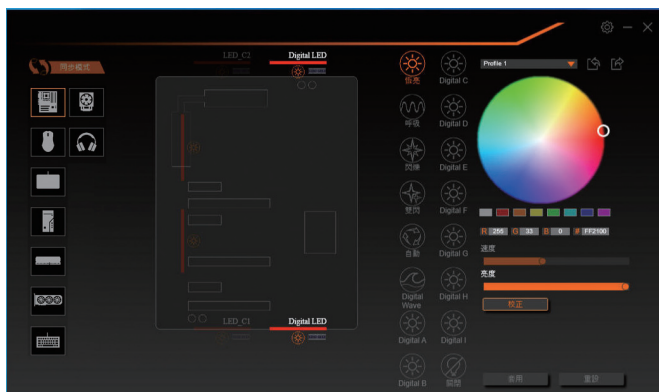 LED_C2 Digital LED
同步模式
恆亮 Digital C
呼吸 Digital D
閃爍 Digital E
雙閃 Digital F
自動 Digital G
Digital Wave Digital H
Digital A Digital I
Digital B 關閉
Profile 1
R 255 G 33 B 0 # FF2100
速度
亮度
校正
LED_C1 Digital LED
套用 重設